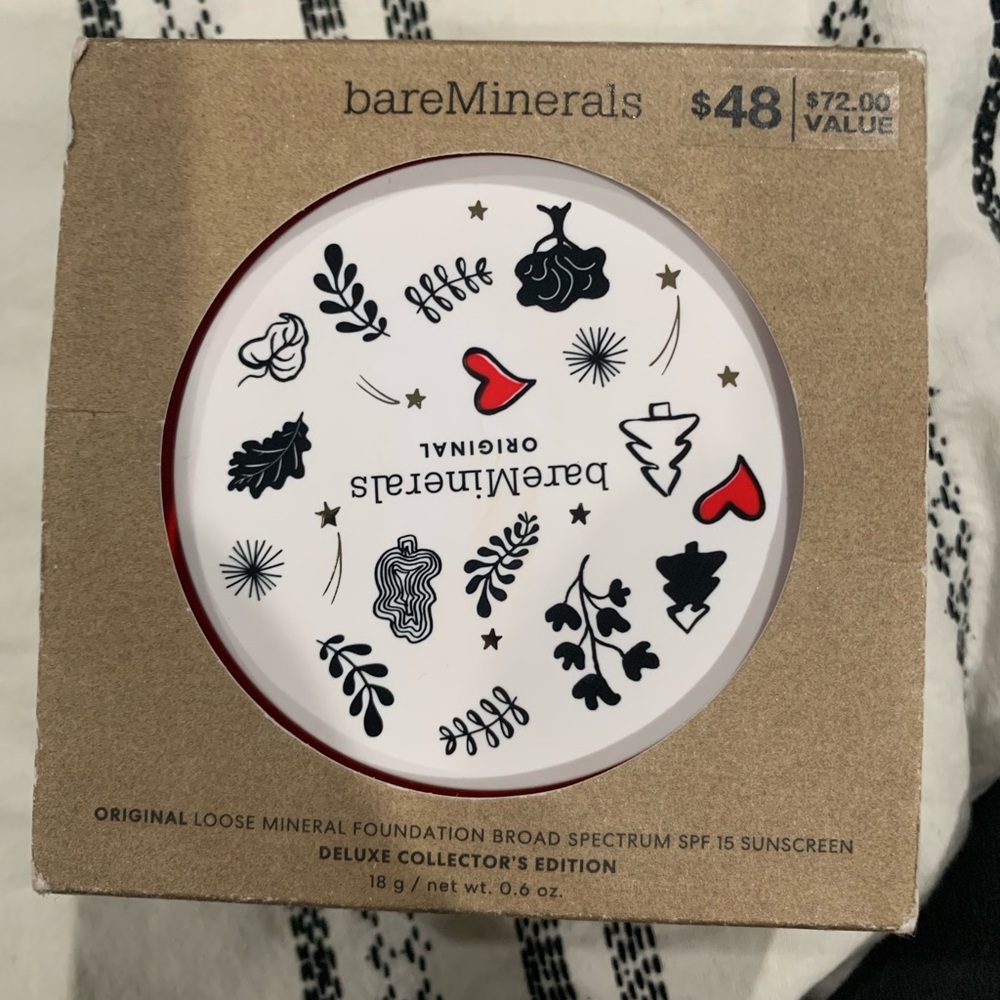 bareMinerals
$48 $72.00
VALUE
bareMinerals
ORIGINAL
ORIGINAL LOOSE MINERAL FOUNDATION BROAD SPECTRUM SPF 15 SUNSCREEN
DELUXE COLLECTOR'S EDITION
18 g / net wt. 0.6 oz.